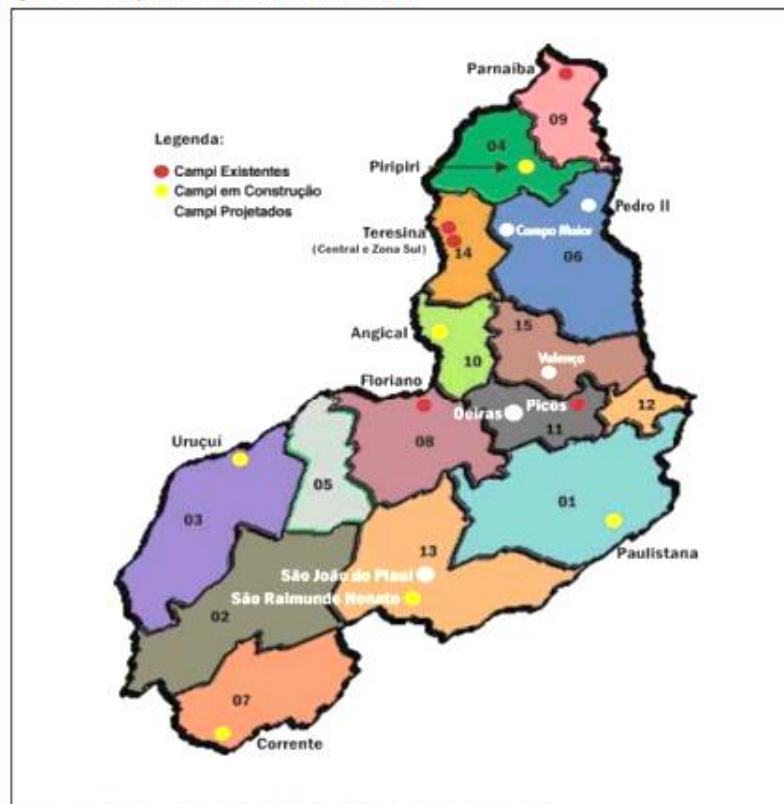 Parnaíba
09
Legenda:
Campi Existentes
Campi em Construção
Campi Projetados
04
Piripiri
Pedro II
Teresina
(Central e Zona Sul)
Campo Maior
14
06
15
Angical
10
Valença
Floriano
12
Oeiras
Picos
11
08
Uruçuí
05
01
03
Paulistana
13
São João do Piauí
São Raimundo Nonato
02
07
Corrente